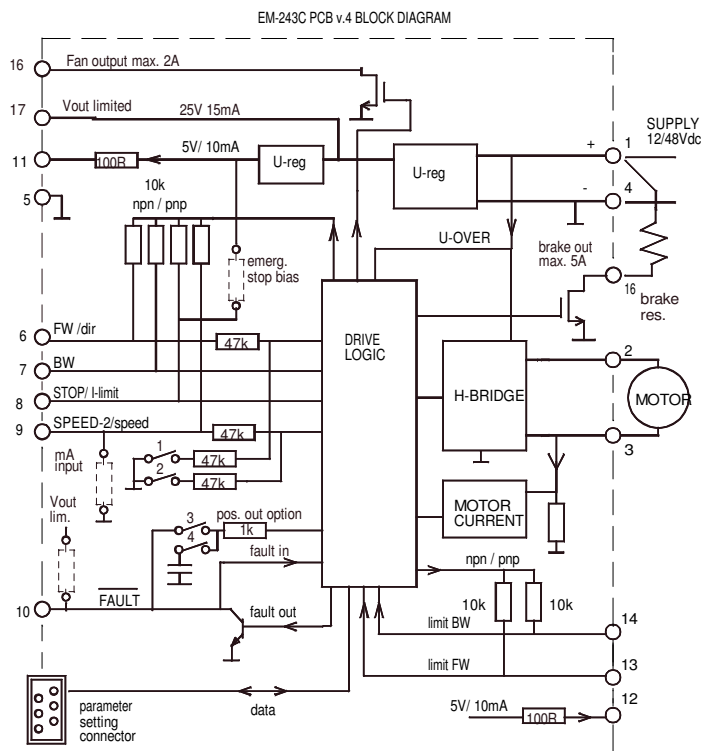 EM-243C PCB v.4 BLOCK DIAGRAM
16
Fan output max. 2A
17
Vout limited
25V 15mA
11
100R
5V/ 10mA
U-reg
U-reg
+
1
SUPPLY
12/48Vdc
5
-
4
10k
npn / pnp
emerg.
stop bias
U-OVER
brake out
max. 5A
16
brake
res.
6
FW /dir
47k
7
BW
8
STOP/ I-limit
9
SPEED-2/speed
47k
DRIVE
LOGIC
H-BRIDGE
2
MOTOR
3
mA
input
1
47k
2
47k
MOTOR
CURRENT
Vout
lim.
3
4
pos. out option
1k
fault in
npn / pnp
10k
10k
10
FAULT
fault out
limit BW
14
limit FW
13
parameter
setting
connector
data
5V/ 10mA
100R
12